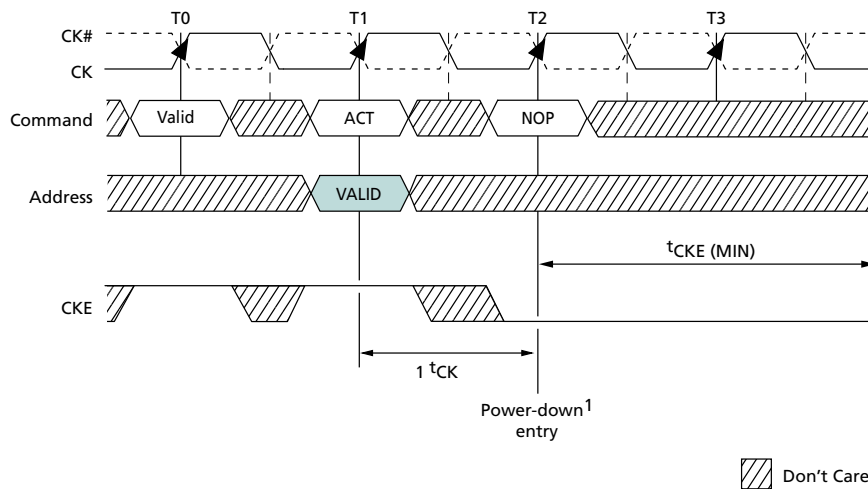 T0 T1 T2 T3
CK#
CK
Command Valid ACT NOP
Address VALID
tCKE (MIN)
CKE
1 tCK
Power-down1
entry
Don't Care